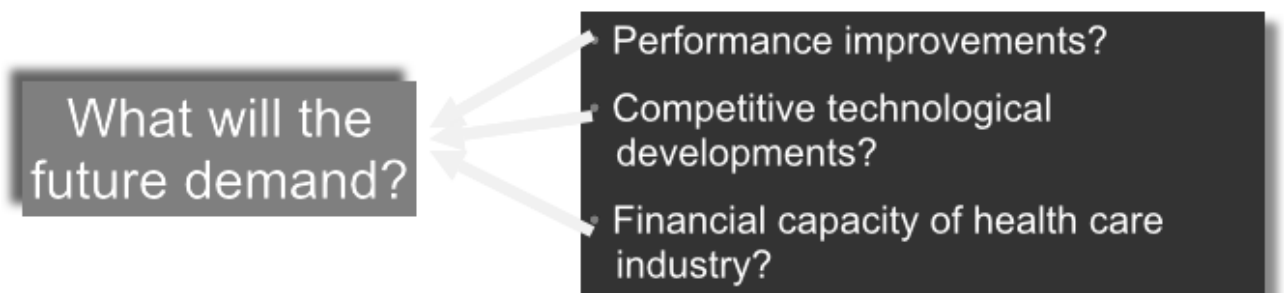 What will the
future demand?
• Performance improvements?
• Competitive technological
developments?
• Financial capacity of health care
industry?